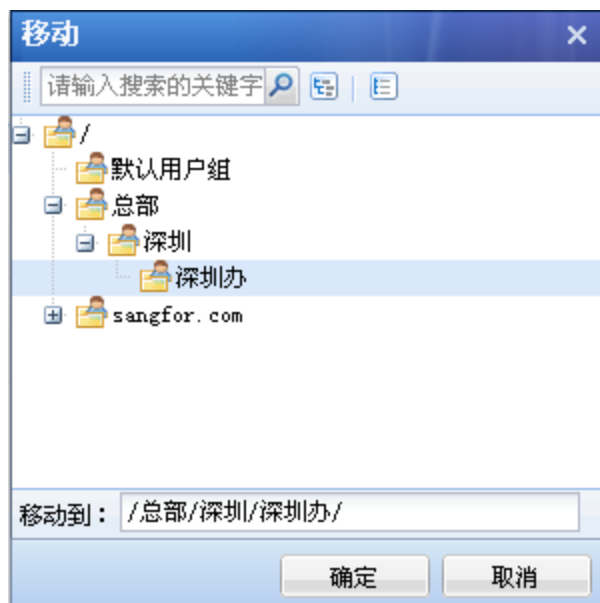 移动
请输入搜索的关键字
/
默认用户组
总部
深圳
深圳办
sangfor.com
移动到：/总部/深圳/深圳办/
确定 取消